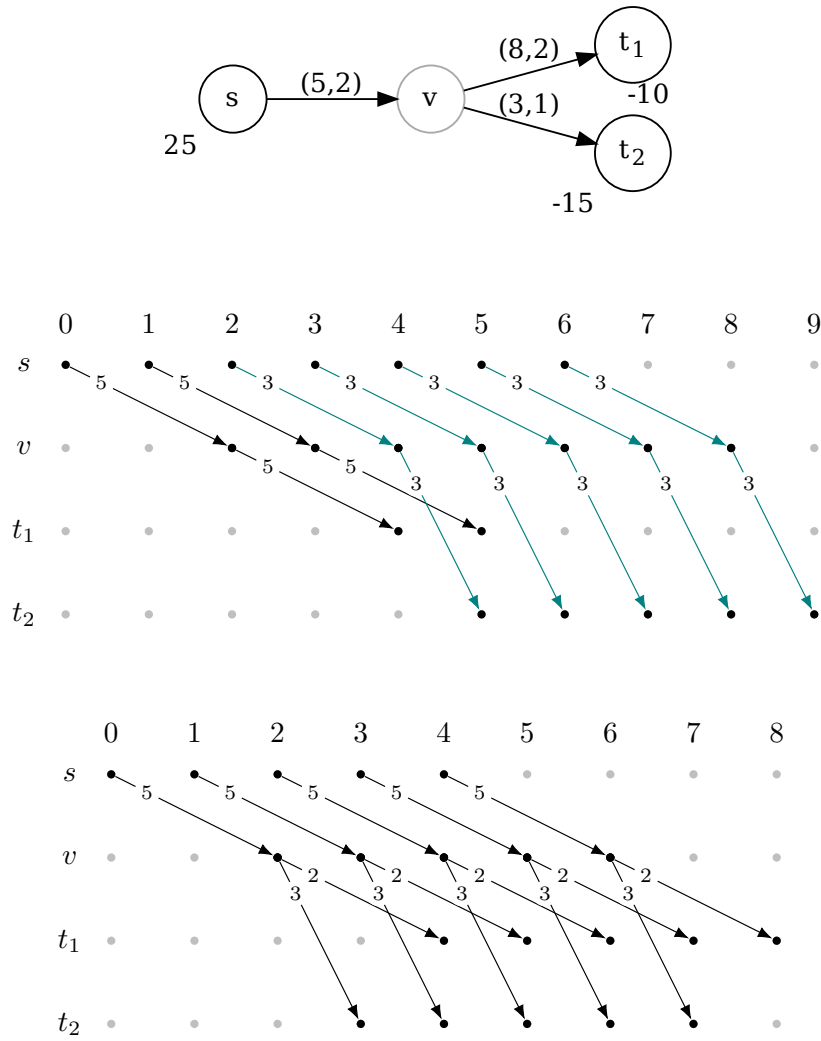 (8,2) t1
(5,2) s v -10
(3,1) t2
25
-15
0 1 2 3 4 5 6 7 8 9
s
5 5 3 3 3 3 3
v
5 5 3 3 3 3 3
t1
t2
0 1 2 3 4 5 6 7 8
s
5 5 5 5 5
v
2 2 2 2 2
3 3 3 3 3
t1
t2